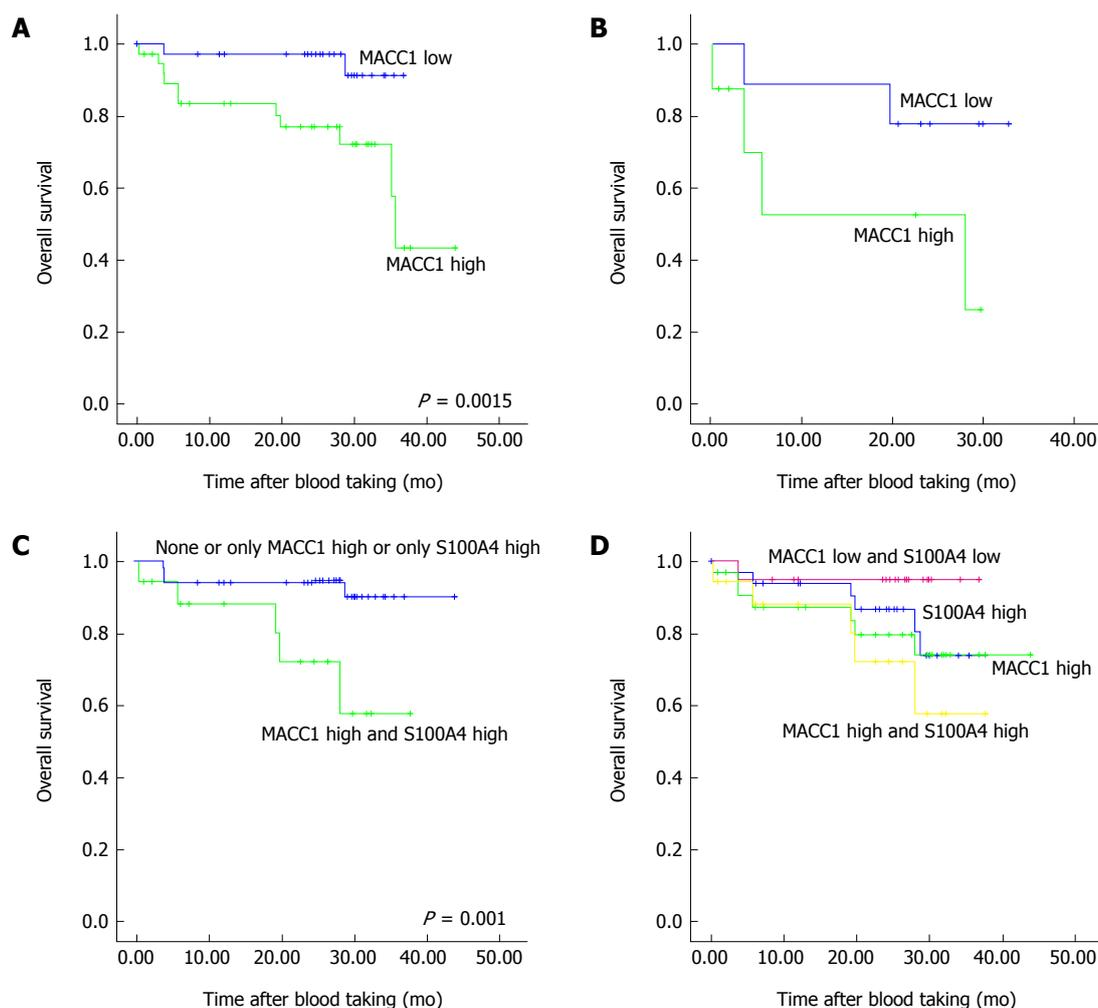 A
1.0
0.8
0.6
0.4
0.2
0.0
Overall survival
MACC1 low
MACC1 high
P = 0.0015
0.00 10.00 20.00 30.00 40.00 50.00
Time after blood taking (mo)
B
1.0
0.8
0.6
0.4
0.2
0.0
Overall survival
MACC1 low
MACC1 high
0.00 10.00 20.00 30.00 40.00
Time after blood taking (mo)
C
1.0
0.8
0.6
0.4
0.2
0.0
Overall survival
None or only MACC1 high or only S100A4 high
MACC1 high and S100A4 high
P = 0.001
0.00 10.00 20.00 30.00 40.00 50.00
Time after blood taking (mo)
D
1.0
0.8
0.6
0.4
0.2
0.0
Overall survival
MACC1 low and S100A4 low
S100A4 high
MACC1 high
MACC1 high and S100A4 high
0.00 10.00 20.00 30.00 40.00 50.00
Time after blood taking (mo)